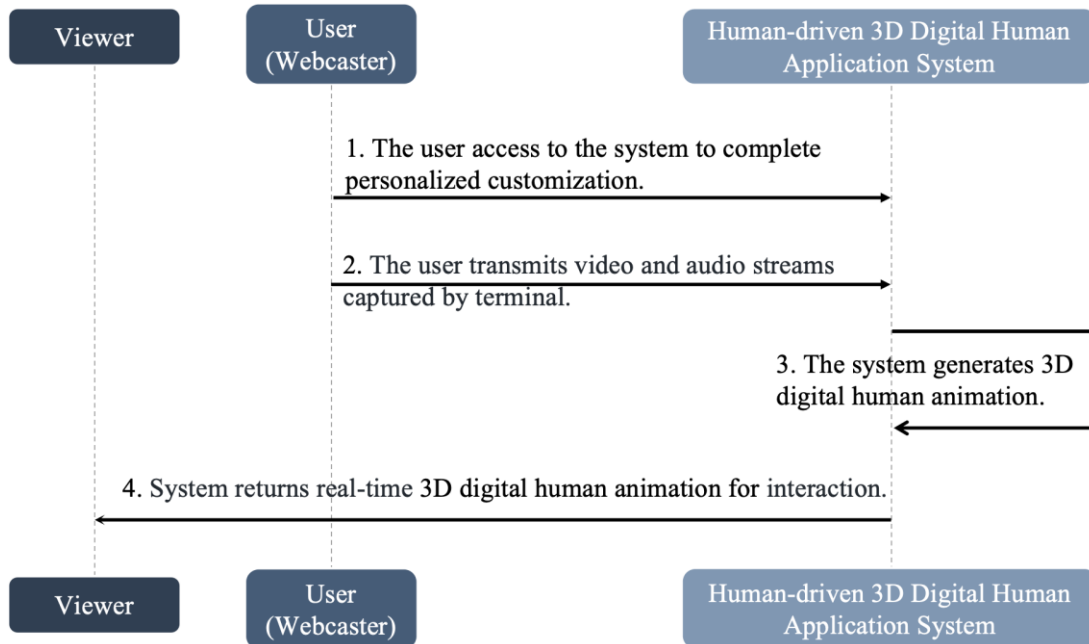 Viewer
User
(Webcaster)
Human-driven 3D Digital Human
Application System
1. The user access to the system to complete
personalized customization.
2. The user transmits video and audio streams
captured by terminal.
3. The system generates 3D
digital human animation.
4. System returns real-time 3D digital human animation for interaction.
Viewer
User
(Webcaster)
Human-driven 3D Digital Human
Application System